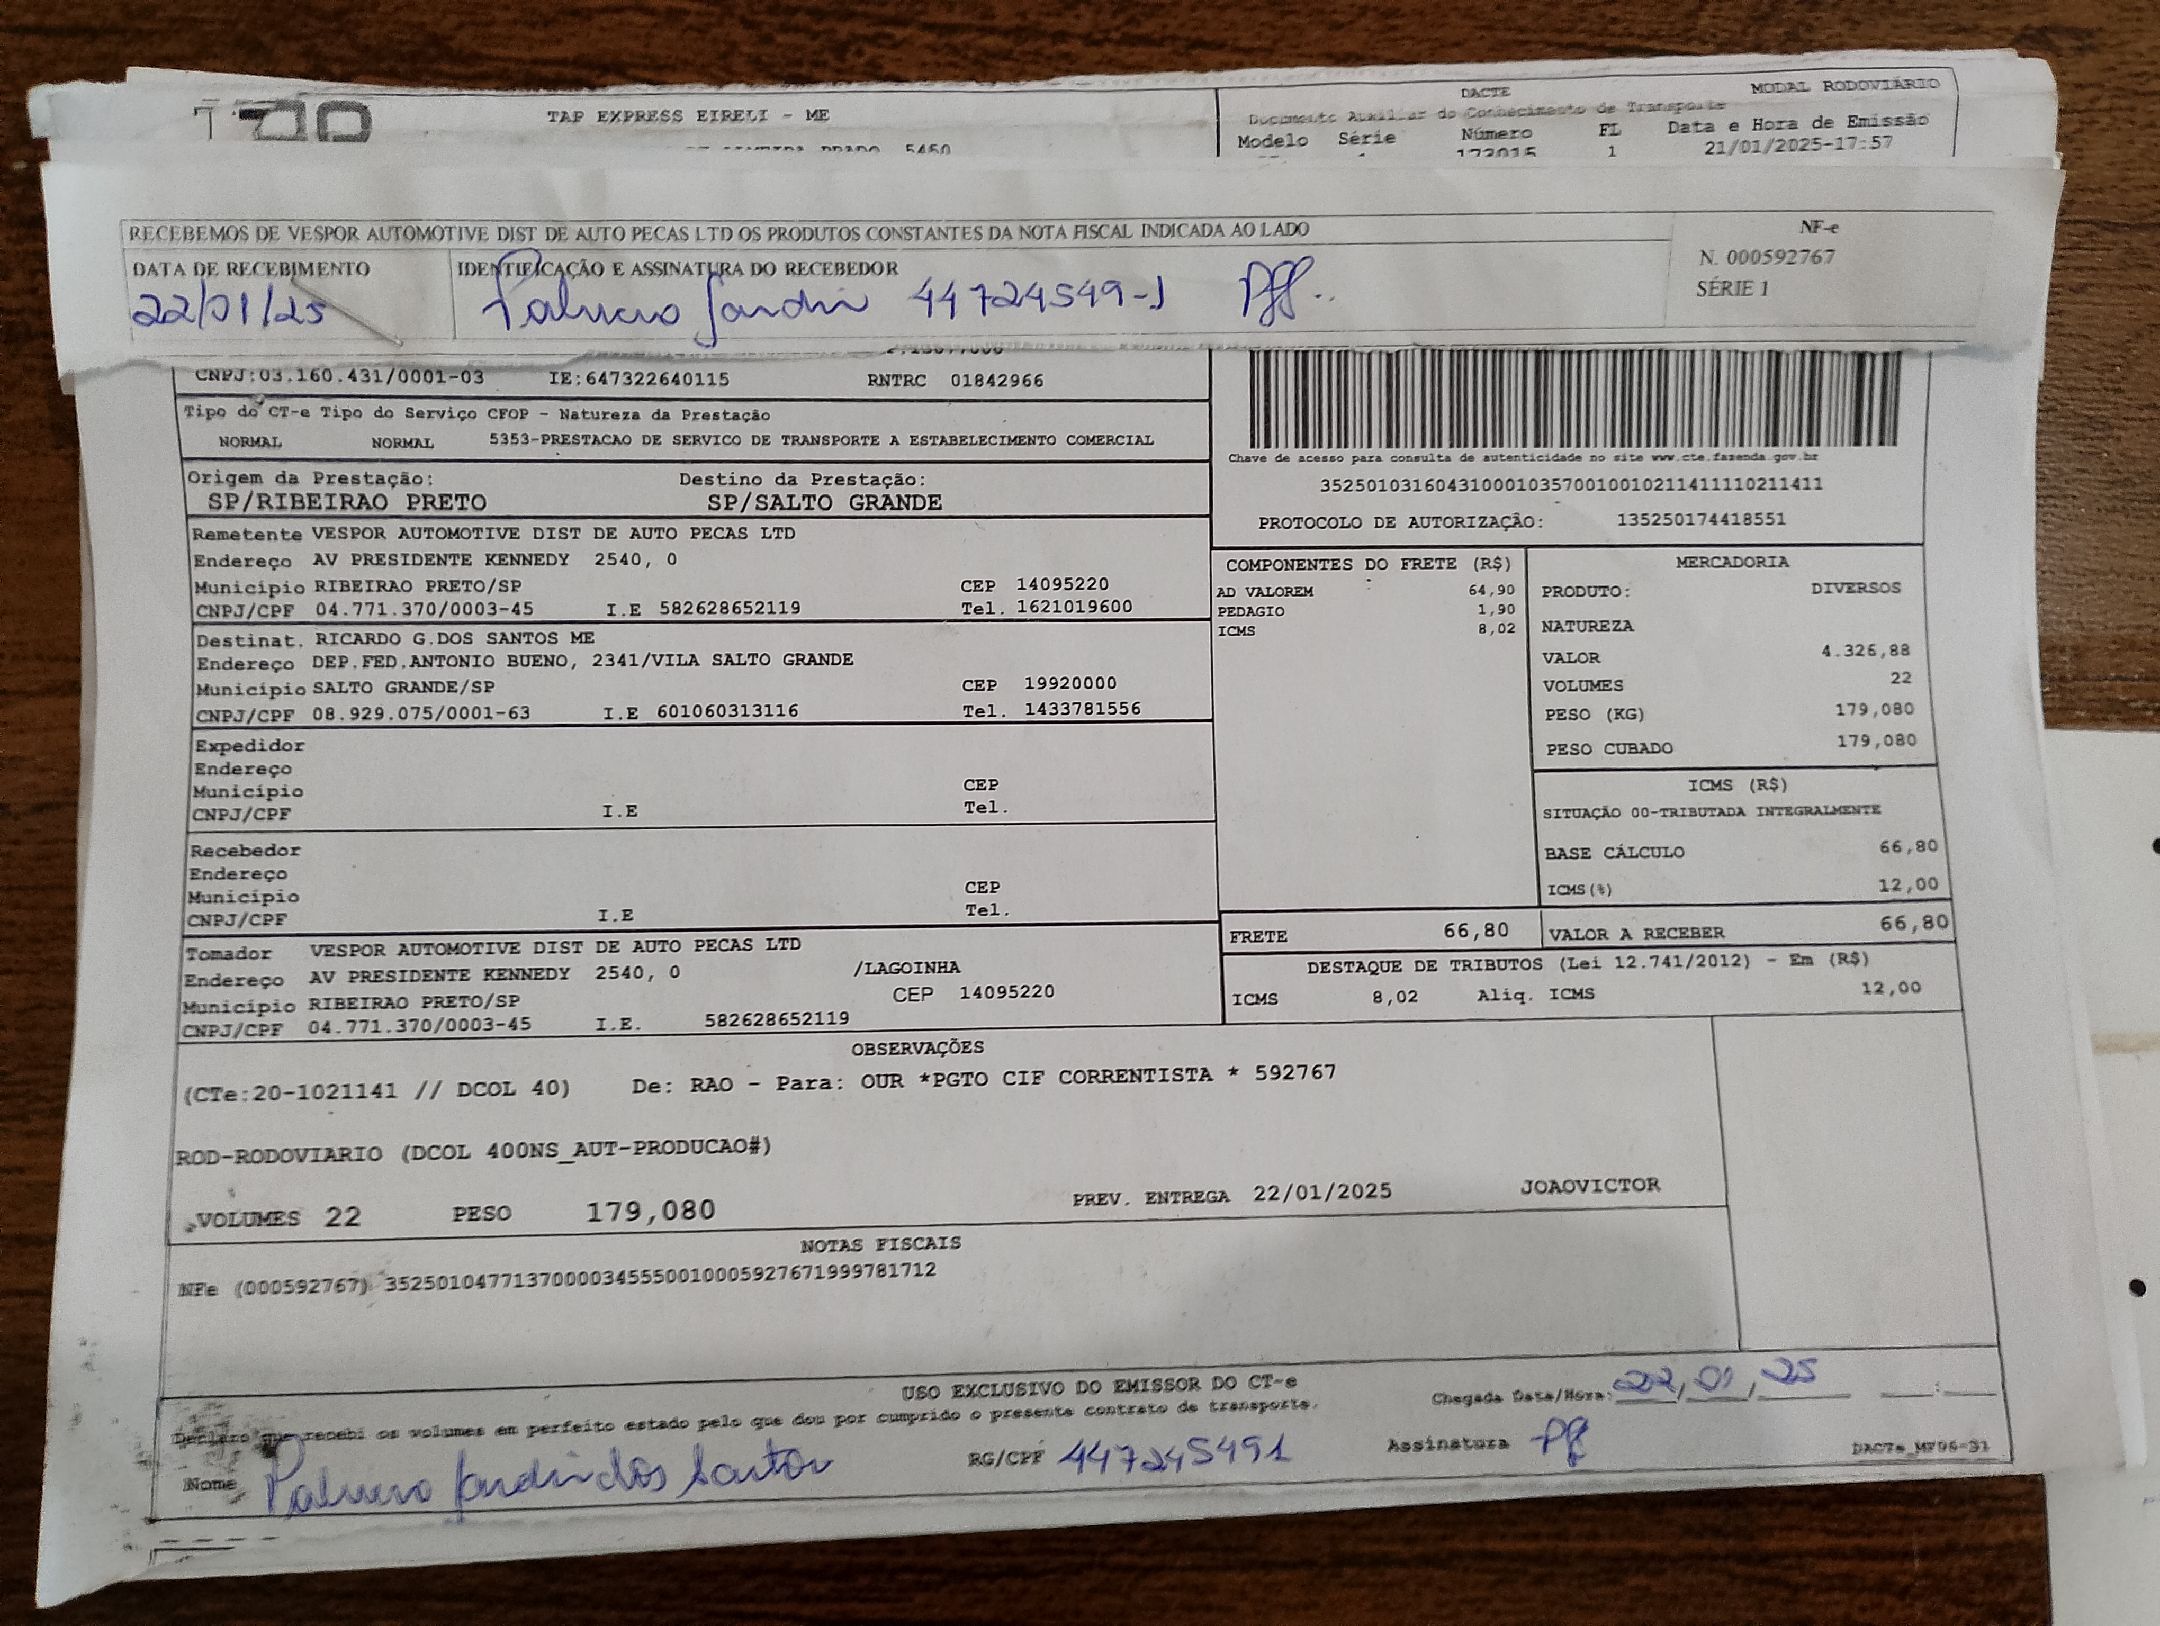 TAP EXPRESS EIRELI - ME
DACTE
MODAL RODOVIÁRIO
Documento Auxiliar do Conhecimento de Transporte
Modelo Série Número FL Data e Hora de Emissão
5460
1 21/01/2025-17:57
RECEBEMOS DE VESPOR AUTOMOTIVE DIST DE AUTO PECAS LTD OS PRODUTOS CONSTANTES DA NOTA FISCAL INDICADA AO LADO
NF-e
N. 000592767
SÉRIE 1
DATA DE RECEBIMENTO
IDENTIFICAÇÃO E ASSINATURA DO RECEBEDOR
22/01/25
44724549-1
CNPJ:03.160.431/0001-03 IE:647322640115 RNTRC 01842966
Tipo do CT-e Tipo do Serviço CFOP - Natureza da Prestação
NORMAL NORMAL 5353-PRESTACAO DE SERVICO DE TRANSPORTE A ESTABELECIMENTO COMERCIAL
Chave de acesso para consulta de autenticidade no site www.cte.fazenda.gov.br
35250103160431000103570010010211411110211411
PROTOCOLO DE AUTORIZAÇÃO: 135250174418551
Origem da Prestação: Destino da Prestação:
SP/RIBEIRAO PRETO SP/SALTO GRANDE
Remetente VESPOR AUTOMOTIVE DIST DE AUTO PECAS LTD
Endereço AV PRESIDENTE KENNEDY 2540, 0
Município RIBEIRAO PRETO/SP CEP 14095220
CNPJ/CPF 04.771.370/0003-45 I.E 582628652119 Tel. 1621019600
Destinat. RICARDO G.DOS SANTOS ME
Endereço DEP.FED.ANTONIO BUENO, 2341/VILA SALTO GRANDE
Município SALTO GRANDE/SP CEP 19920000
CNPJ/CPF 08.929.075/0001-63 I.E 601060313116 Tel. 1433781556
Expedidor
Endereço
Município CEP
CNPJ/CPF I.E Tel.
Recebedor
Endereço
Município CEP
CNPJ/CPF I.E Tel.
Tomador VESPOR AUTOMOTIVE DIST DE AUTO PECAS LTD
Endereço AV PRESIDENTE KENNEDY 2540, 0 /LAGOINHA
Município RIBEIRAO PRETO/SP CEP 14095220
CNPJ/CPF 04.771.370/0003-45 I.E. 582628652119
COMPONENTES DO FRETE (R$)
AD VALOREM 64,90
PEDAGIO 1,90
ICMS 8,02
MERCADORIA
PRODUTO: DIVERSOS
NATUREZA
VALOR 4.326,88
VOLUMES 22
PESO (KG) 179,080
PESO CUBADO 179,080
ICMS (R$)
SITUAÇÃO 00-TRIBUTADA INTEGRALMENTE
BASE CÁLCULO 66,80
ICMS(%) 12,00
FRETE 66,80 VALOR A RECEBER 66,80
DESTAQUE DE TRIBUTOS (Lei 12.741/2012) - Em (R$)
ICMS 8,02 Aliq. ICMS 12,00
OBSERVAÇÕES
(CTe:20-1021141 // DCOL 40) De: RAO - Para: OUR *PGTO CIF CORRENTISTA * 592767
ROD-RODOVIARIO (DCOL 400NS_AUT-PRODUCAO#)
VOLUMES 22 PESO 179,080 PREV. ENTREGA 22/01/2025 JOAOVICTOR
NOTAS FISCAIS
NFe (000592767) 35250104771370000345550010005927671999781712
USO EXCLUSIVO DO EMISSOR DO CT-e
Declaro que recebi os volumes em perfeito estado pelo que dou por cumprido o presente contrato de transporte.
Chegada Data/Hora: 22/01/25
Nome dos Santos RG/CPF 447245491 Assinatura
DACTe_MF06-31